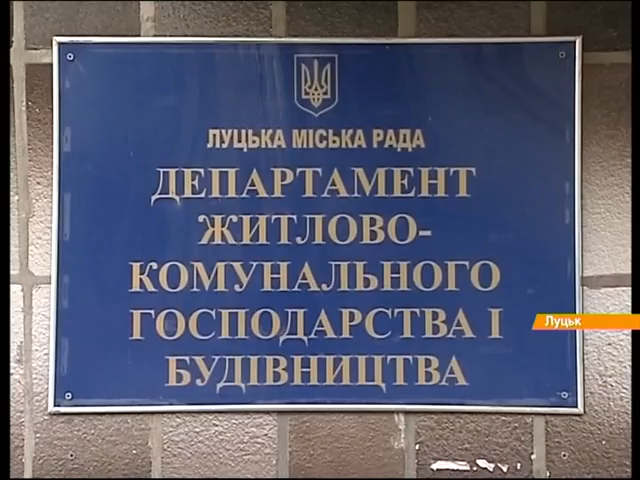 ЛУЦЬКА МІСЬКА РАДА
ДЕПАРТАМЕНТ
ЖИТЛОВО-
КОМУНАЛЬНОГО
ГОСПОДАРСТВА І
БУДІВНИЦТВА
Луцьк